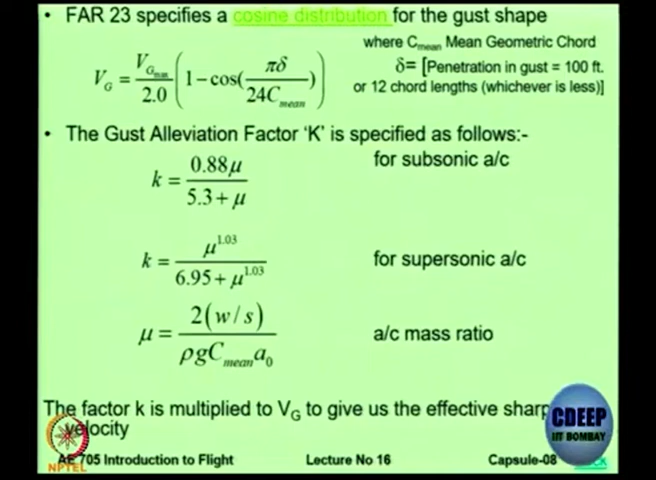 • FAR 23 specifies a cosine distribution for the gust shape
where C_mean Mean Geometric Chord
V_G = V_Gmax / 2.0 (1 − cos(πδ / 24C_mean))
δ= [Penetration in gust = 100 ft.
or 12 chord lengths (whichever is less)]
• The Gust Alleviation Factor 'K' is specified as follows:-
k = 0.88μ / 5.3 + μ
for subsonic a/c
k = μ^1.03 / 6.95 + μ^1.03
for supersonic a/c
μ = 2(w/s) / ρgC_mean a_0
a/c mass ratio
The factor k is multiplied to V_G to give us the effective sharp
velocity
CDEEP
IIT BOMBAY
NPTEL
AE 705 Introduction to Flight
Lecture No 16
Capsule-08